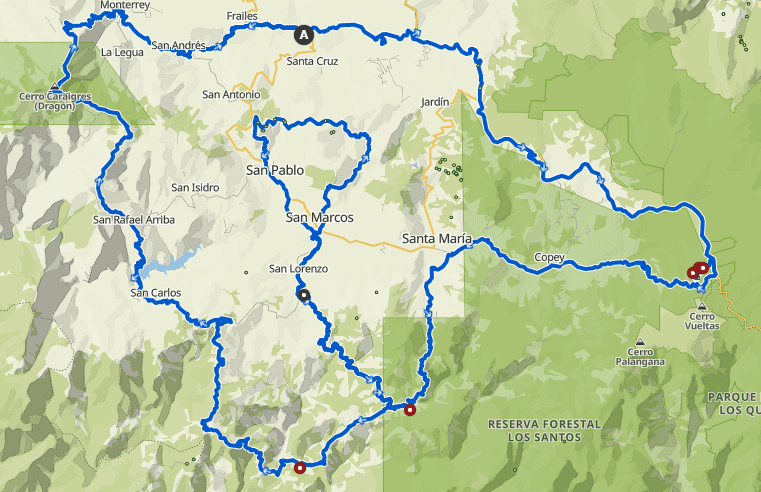 Monterrey
Frailes
La Legua
San Andrés
A
Santa Cruz
Cerro Caraigres
(Dragón)
San Antonio
Jardín
San Pablo
San Isidro
San Rafael Arriba
San Marcos
Santa María
Copey
San Lorenzo
San Carlos
Cerro
Vueltas
Cerro
Palangana
PARQUE
LOS QU
RESERVA FORESTAL
LOS SANTOS